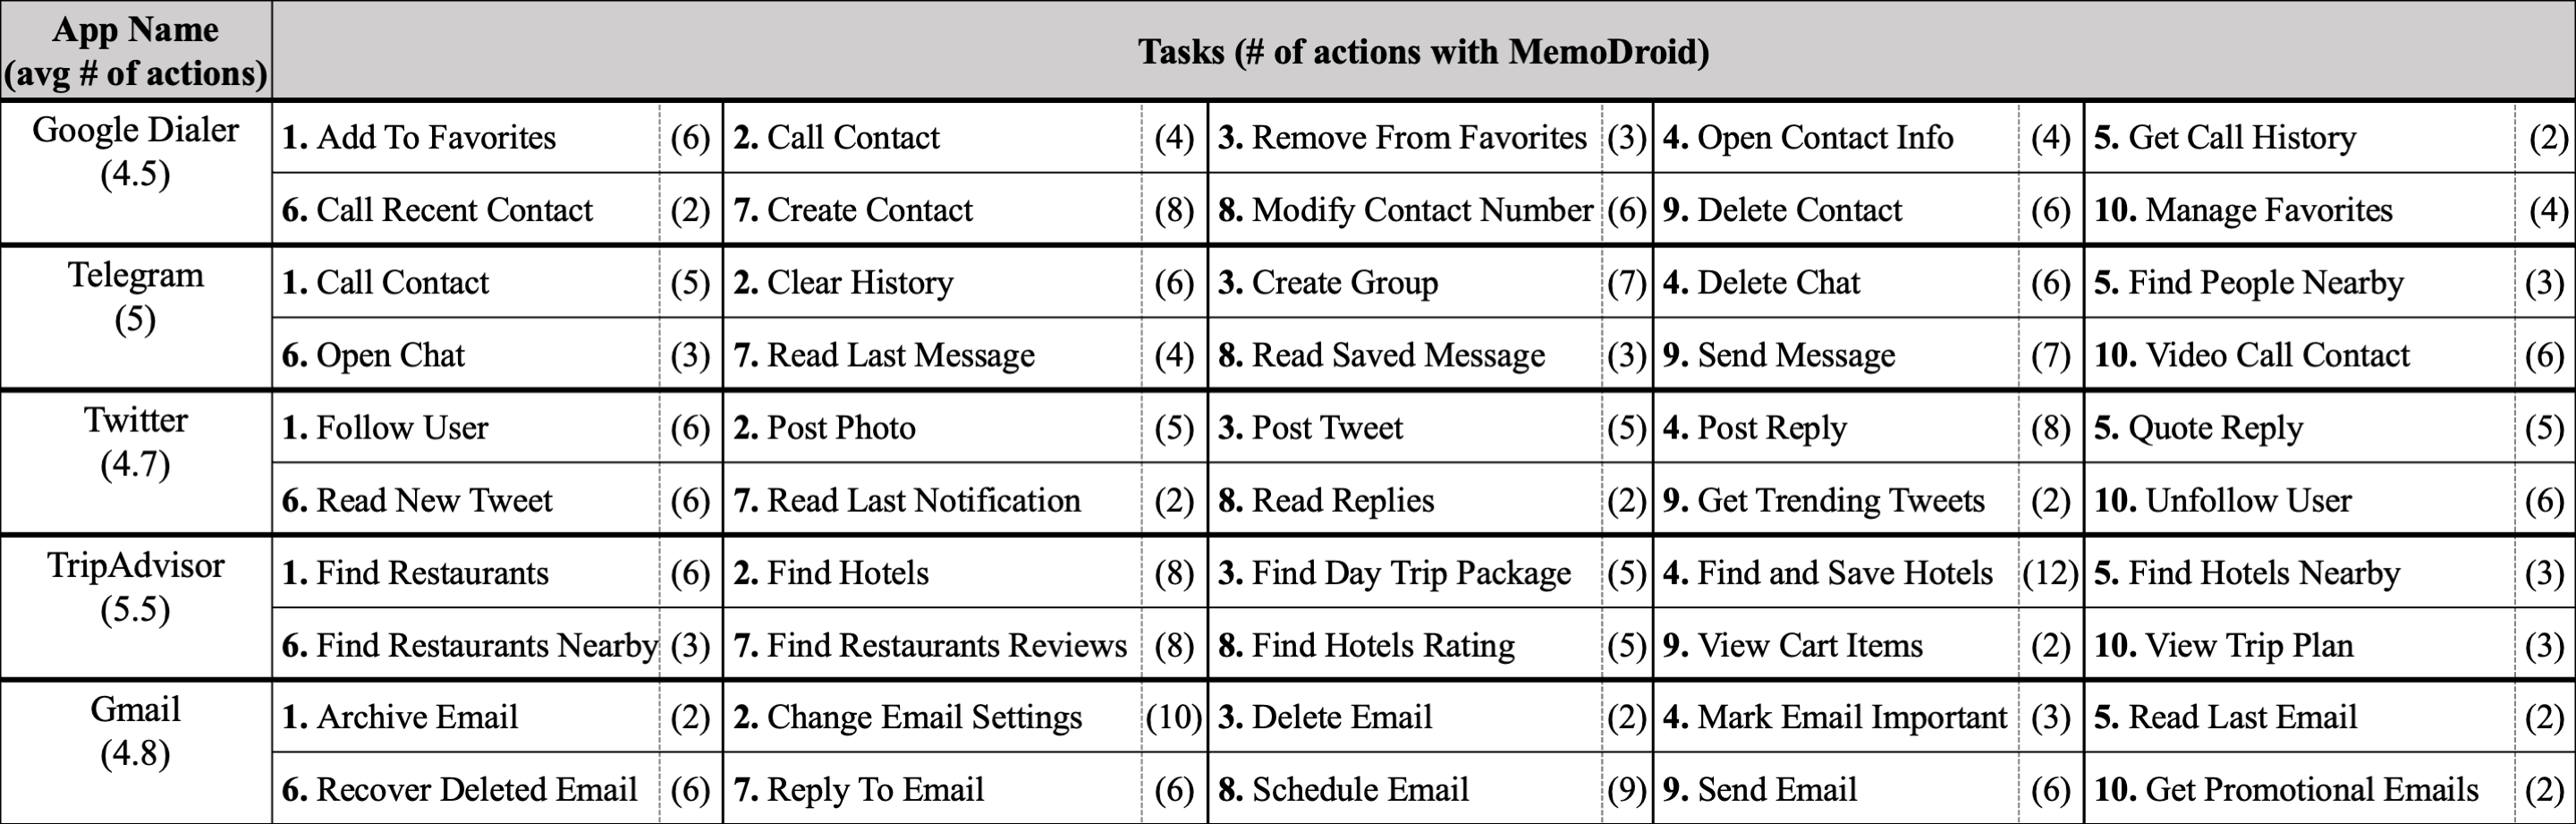 App Name
(avg # of actions)
Tasks (# of actions with MemoDroid)
Google Dialer
(4.5)
1. Add To Favorites (6) 2. Call Contact (4) 3. Remove From Favorites (3) 4. Open Contact Info (4) 5. Get Call History (2)
6. Call Recent Contact (2) 7. Create Contact (8) 8. Modify Contact Number (6) 9. Delete Contact (6) 10. Manage Favorites (4)
Telegram
(5)
1. Call Contact (5) 2. Clear History (6) 3. Create Group (7) 4. Delete Chat (6) 5. Find People Nearby (3)
6. Open Chat (3) 7. Read Last Message (4) 8. Read Saved Message (3) 9. Send Message (7) 10. Video Call Contact (6)
Twitter
(4.7)
1. Follow User (6) 2. Post Photo (5) 3. Post Tweet (5) 4. Post Reply (8) 5. Quote Reply (5)
6. Read New Tweet (6) 7. Read Last Notification (2) 8. Read Replies (2) 9. Get Trending Tweets (2) 10. Unfollow User (6)
TripAdvisor
(5.5)
1. Find Restaurants (6) 2. Find Hotels (8) 3. Find Day Trip Package (5) 4. Find and Save Hotels (12) 5. Find Hotels Nearby (3)
6. Find Restaurants Nearby (3) 7. Find Restaurants Reviews (8) 8. Find Hotels Rating (5) 9. View Cart Items (2) 10. View Trip Plan (3)
Gmail
(4.8)
1. Archive Email (2) 2. Change Email Settings (10) 3. Delete Email (2) 4. Mark Email Important (3) 5. Read Last Email (2)
6. Recover Deleted Email (6) 7. Reply To Email (6) 8. Schedule Email (9) 9. Send Email (6) 10. Get Promotional Emails (2)